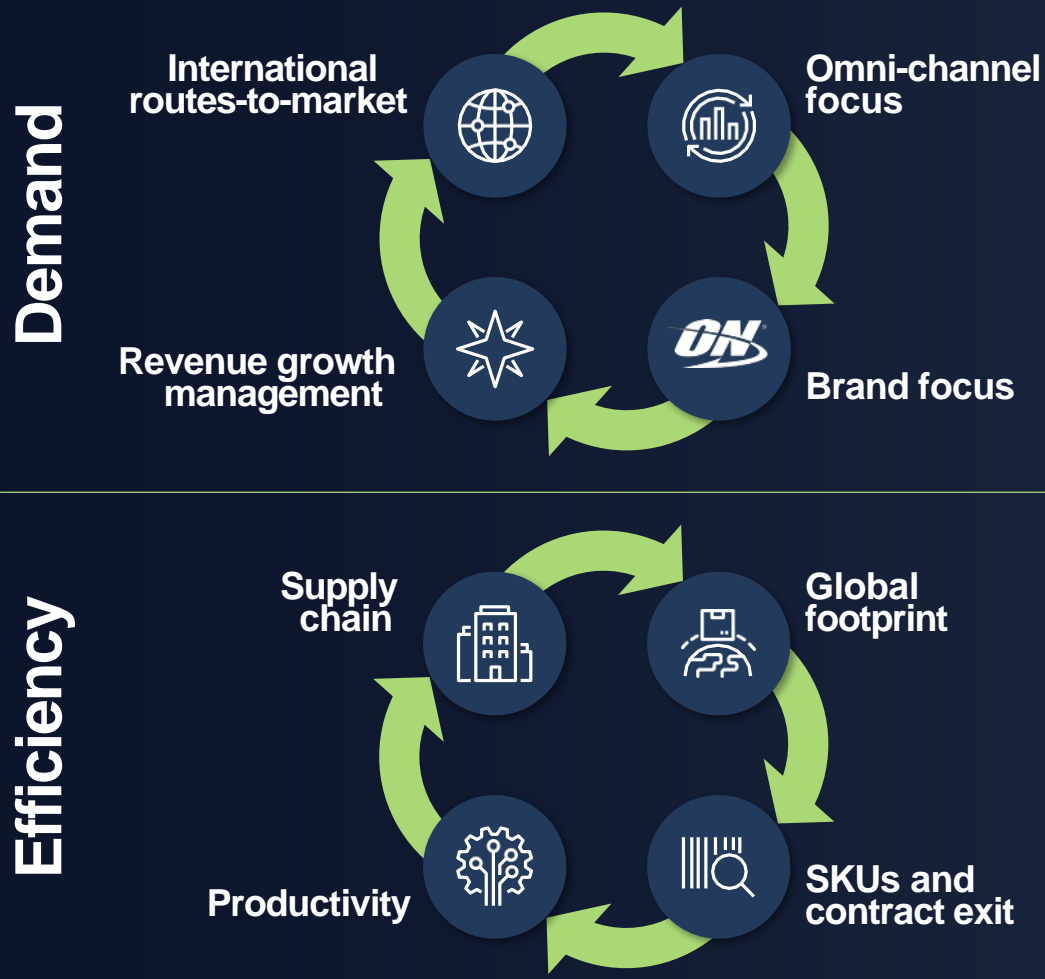 Demand
International
routes-to-market
Omni-channel
focus
Revenue growth
management
ON
Brand focus
Efficiency
Supply
chain
Global
footprint
Productivity
SKUs and
contract exit